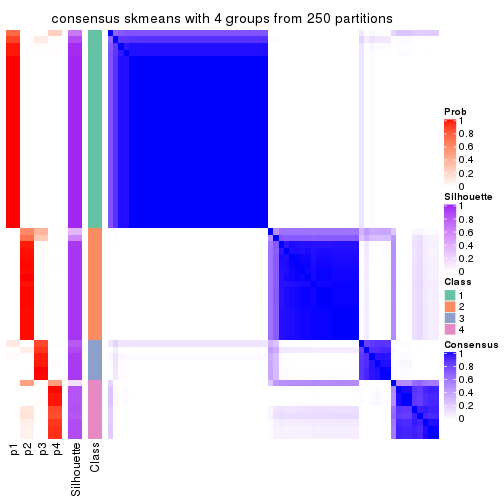 consensus skmeans with 4 groups from 250 partitions
Prob
1
0.8
0.6
0.4
0.2
0
Silhouette
1
0.8
0.6
0.4
0.2
0
Class
1
2
3
4
Consensus
1
0.8
0.6
0.4
0.2
0
p1
p2
p3
p4
Silhouette
Class